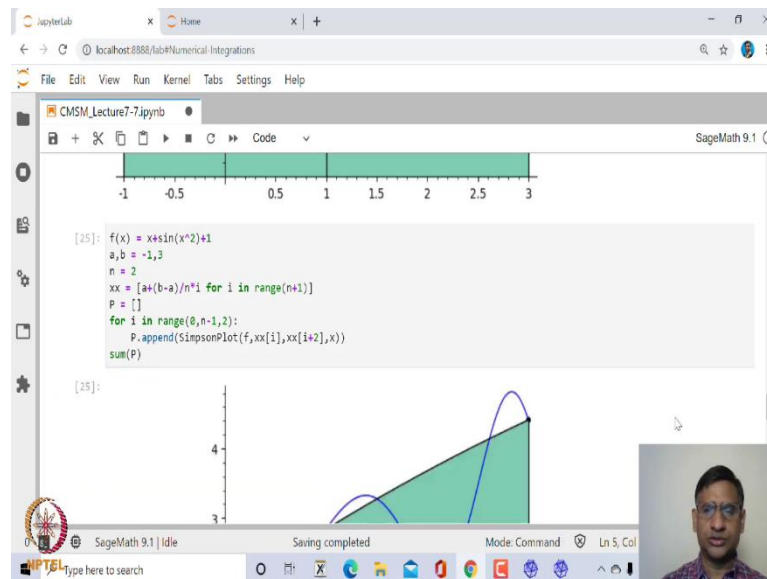 JupyterLab
Home
localhost:8888/lab#Numerical-Integrations
File Edit View Run Kernel Tabs Settings Help
CMSM_Lecture7-7.ipynb
Code
SageMath 9.1
-1 -0.5 0.5 1 1.5 2 2.5 3
[25]: f(x) = x+sin(x^2)+1
a,b = -1,3
n = 2
xx = [a+(b-a)/n*i for i in range(n+1)]
P = []
for i in range(0,n-1,2):
P.append(SimpsonPlot(f,xx[i],xx[i+2],x))
sum(P)
[25]:
4
3
0 SageMath 9.1 | Idle Saving completed Mode: Command Ln 5, Col
NPTEL Type here to search